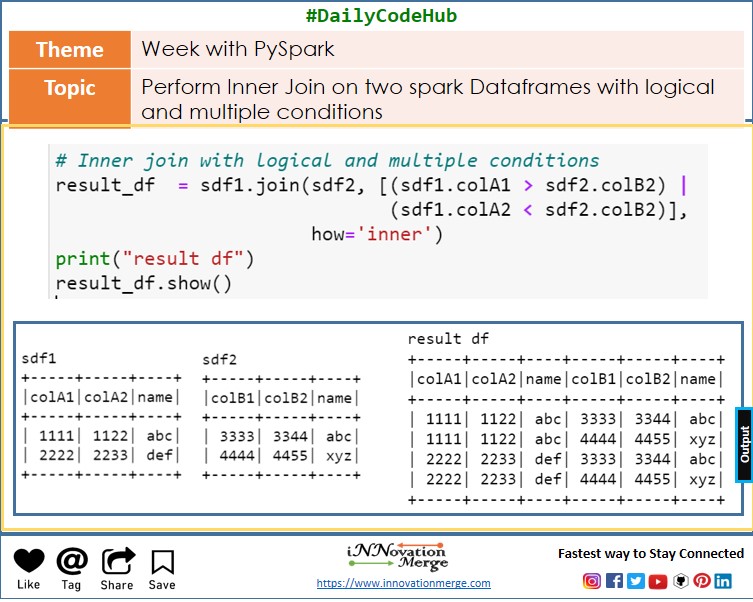 #DailyCodeHub
Theme
Week with PySpark
Topic
Perform Inner Join on two spark Dataframes with logical
and multiple conditions
# Inner join with logical and multiple conditions
result_df  = sdf1.join(sdf2, [(sdf1.colA1 > sdf2.colB2) |
(sdf1.colA2 < sdf2.colB2)],
how='inner')
print("result df")
result_df.show()
sdf1
+-----+-----+----+
|colA1|colA2|name|
+-----+-----+----+
| 1111| 1122| abc|
| 2222| 2233| def|
+-----+-----+----+
sdf2
+-----+-----+----+
|colB1|colB2|name|
+-----+-----+----+
| 3333| 3344| abc|
| 4444| 4455| xyz|
+-----+-----+----+
result df
+-----+-----+----+-----+-----+----+
|colA1|colA2|name|colB1|colB2|name|
+-----+-----+----+-----+-----+----+
| 1111| 1122| abc| 3333| 3344| abc|
| 1111| 1122| abc| 4444| 4455| xyz|
| 2222| 2233| def| 3333| 3344| abc|
| 2222| 2233| def| 4444| 4455| xyz|
+-----+-----+----+-----+-----+----+
Output
Like
Tag
Share
Save
iNNovation
Merge
https://www.innovationmerge.com
Fastest way to Stay Connected